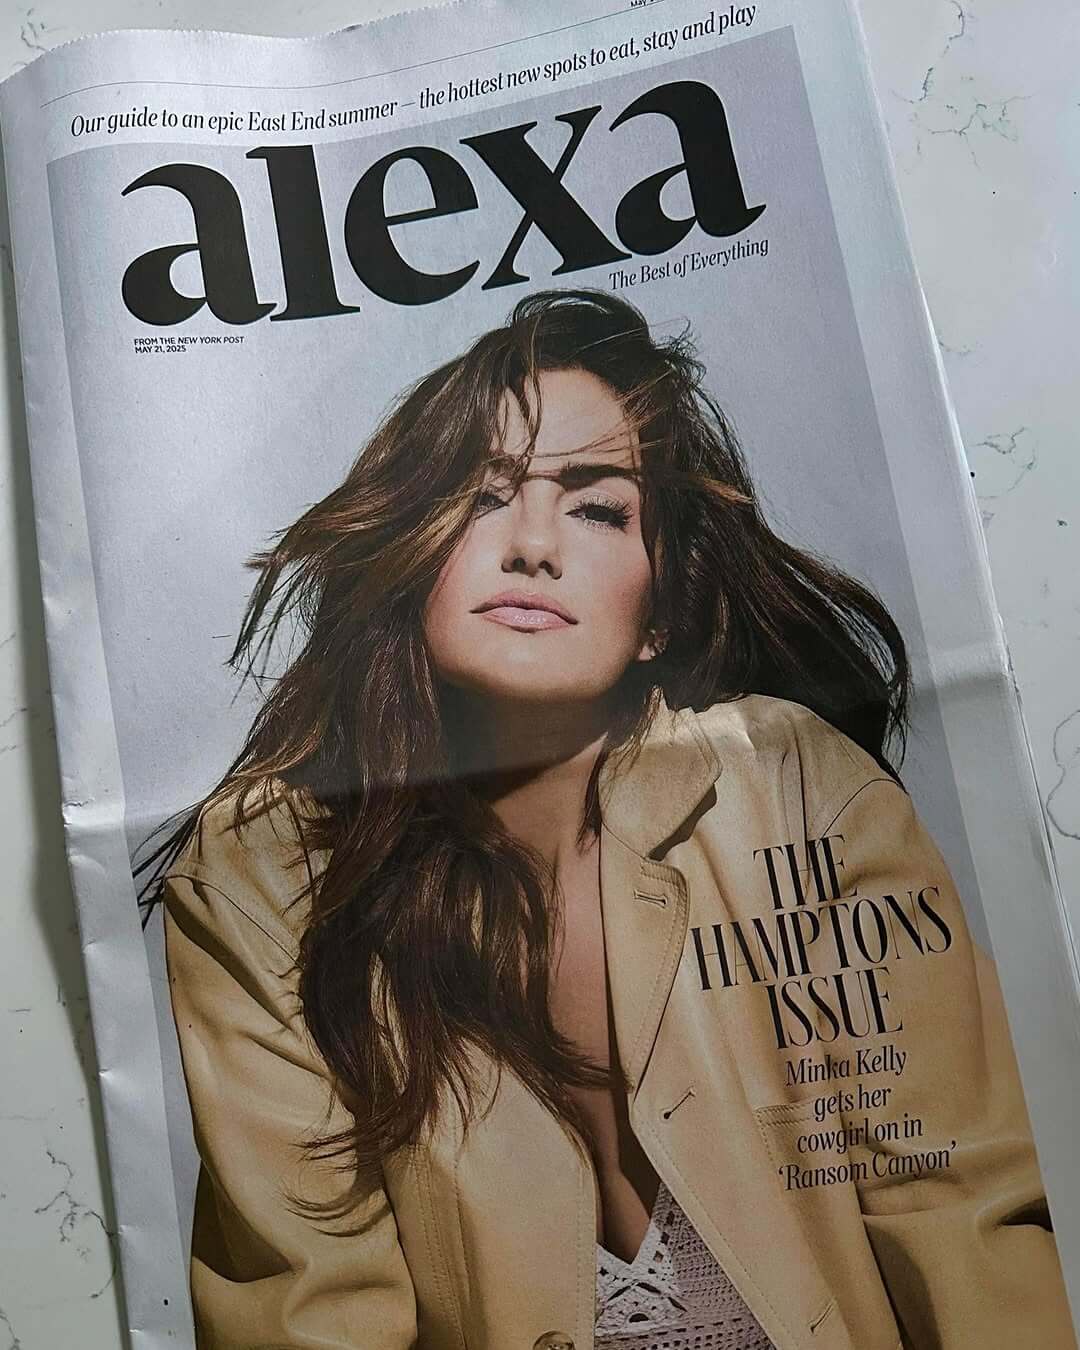 Our guide to an epic East End summer – the hottest new spots to eat, stay and play
alexa
The Best of Everything
FROM THE NEW YORK POST
MAY 21, 2025
THE
HAMPTONS
ISSUE
Minka Kelly
gets her
cowgirl on in
‘Ransom Canyon’